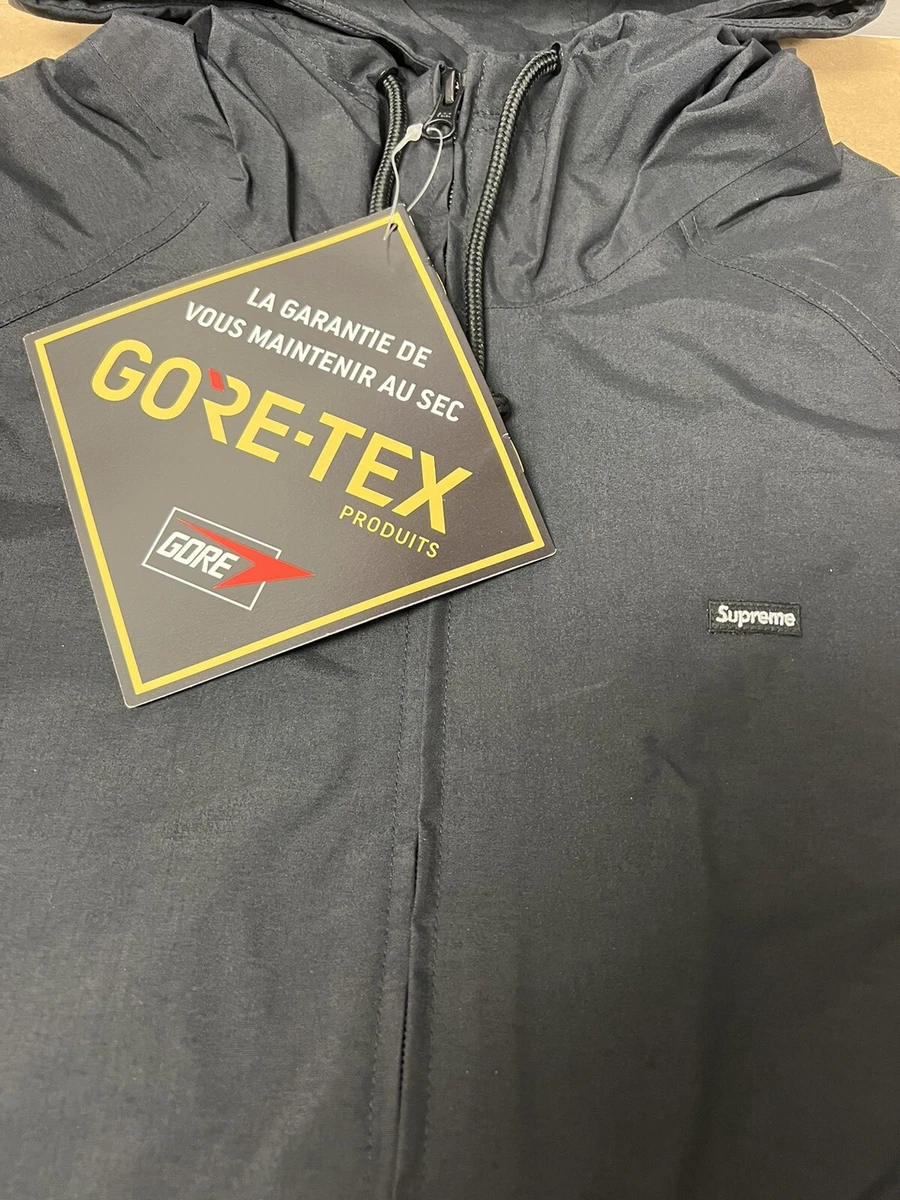 LA GARANTIE DE
VOUS MAINTENIR AU SEC
GORE-TEX
PRODUITS
GORE
Supreme